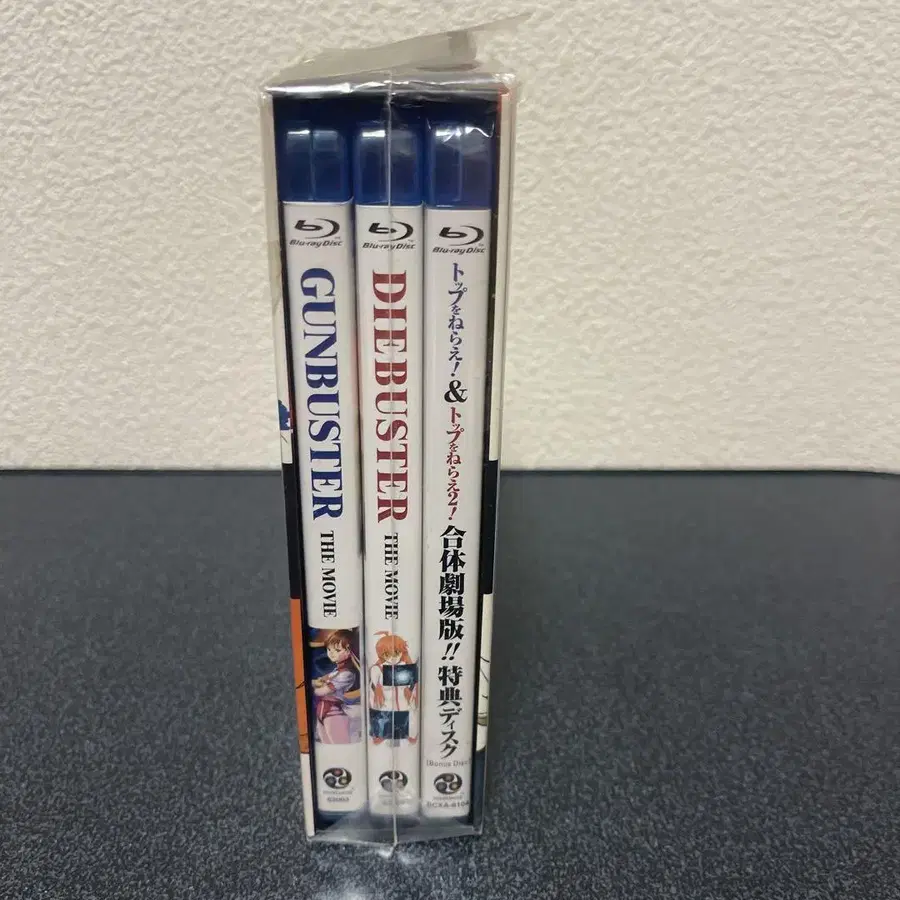 Blu-ray Disc
GUNBUSTER THE MOVIE
Blu-ray Disc
DIEBUSTER THE MOVIE
Blu-ray Disc
トップをねらえ!&トップをねらえ2! 合体劇場版!! 特典ディスク
[Bonus Disc]